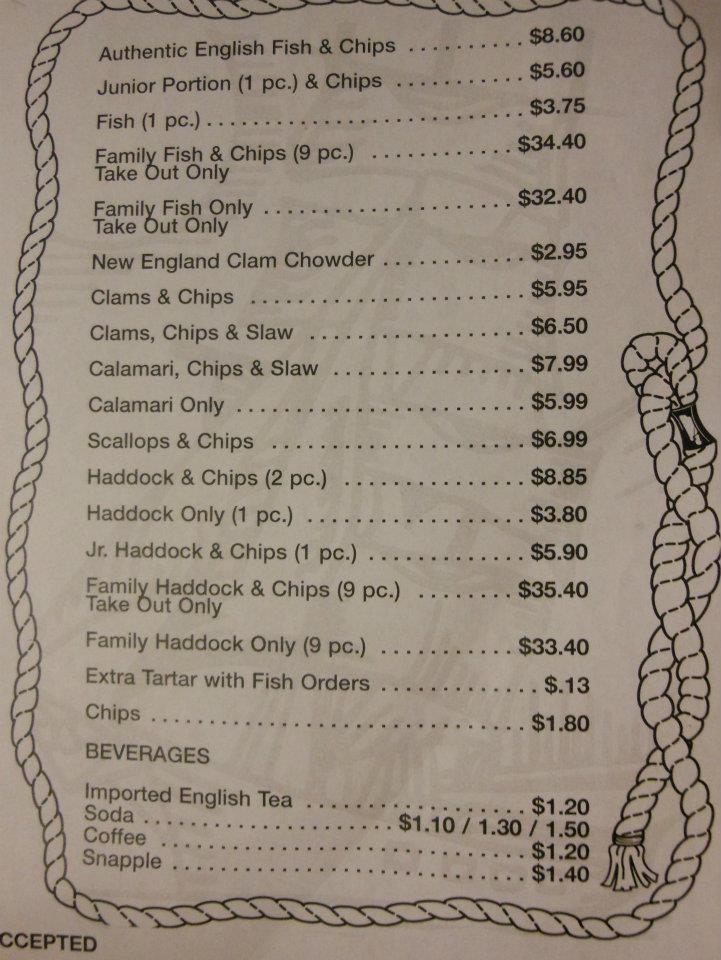 Authentic English Fish & Chips .......... $8.60
Junior Portion (1 pc.) & Chips ........... $5.60
Fish (1 pc.) ........................... $3.75
Family Fish & Chips (9 pc.) ............ $34.40
Take Out Only
Family Fish Only ...................... $32.40
Take Out Only
New England Clam Chowder ............ $2.95
Clams & Chips ....................... $5.95
Clams, Chips & Slaw .................. $6.50
Calamari, Chips & Slaw ................ $7.99
Calamari Only ........................ $5.99
Scallops & Chips ..................... $6.99
Haddock & Chips (2 pc.) ............... $8.85
Haddock Only (1 pc.) .................. $3.80
Jr. Haddock & Chips (1 pc.) ............. $5.90
Family Haddock & Chips (9 pc.) ........ $35.40
Take Out Only
Family Haddock Only (9 pc.) ........... $33.40
Extra Tartar with Fish Orders ............. $.13
Chips ................................ $1.80
BEVERAGES
Imported English Tea ................... $1.20
Soda ..................... $1.10 / 1.30 / 1.50
Coffee ............................... $1.20
Snapple .............................. $1.40
CCEPTED